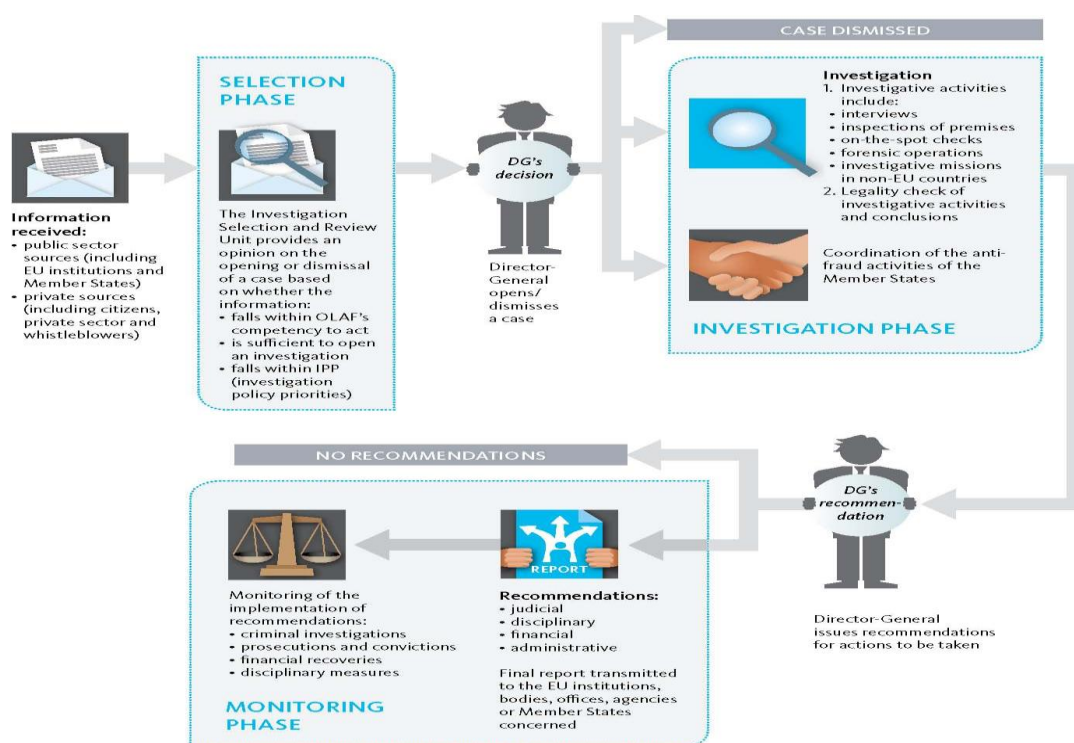 Information
received:
• public sector
sources (including
EU institutions and
Member States)
• private sources
(including citizens,
private sector and
whistleblowers)
SELECTION
PHASE
The Investigation
Selection and Review
Unit provides an
opinion on the
opening or dismissal
of a case based
on whether the
information:
• falls within OLAF's
competency to act
• is sufficient to open
an investigation
• falls within IPP
(investigation
policy priorities)
DG's
decision
Director-
General opens/
dismisses
a case
CASE DISMISSED
Investigation
1. Investigative activities
include:
• interviews
• inspections of premises
• on-the-spot checks
• forensic operations
• investigative missions
in non-EU countries
2. Legality check of
investigative activities
and conclusions
Coordination of the anti-
fraud activities of the
Member States
INVESTIGATION PHASE
DG's
recommen-
dation
Director-General
issues recommendations
for actions to be taken
NO RECOMMENDATIONS
REPORT
Recommendations:
• judicial
• disciplinary
• financial
• administrative
Final report transmitted
to the EU institutions,
bodies, offices, agencies
or Member States
concerned
Monitoring of the
implementation of
recommendations:
• criminal investigations
• prosecutions and convictions
• financial recoveries
• disciplinary measures
MONITORING
PHASE